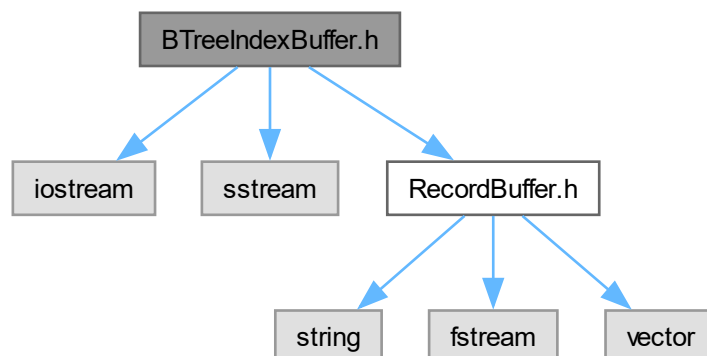 BTreeIndexBuffer.h
iostream
sstream
RecordBuffer.h
string
fstream
vector